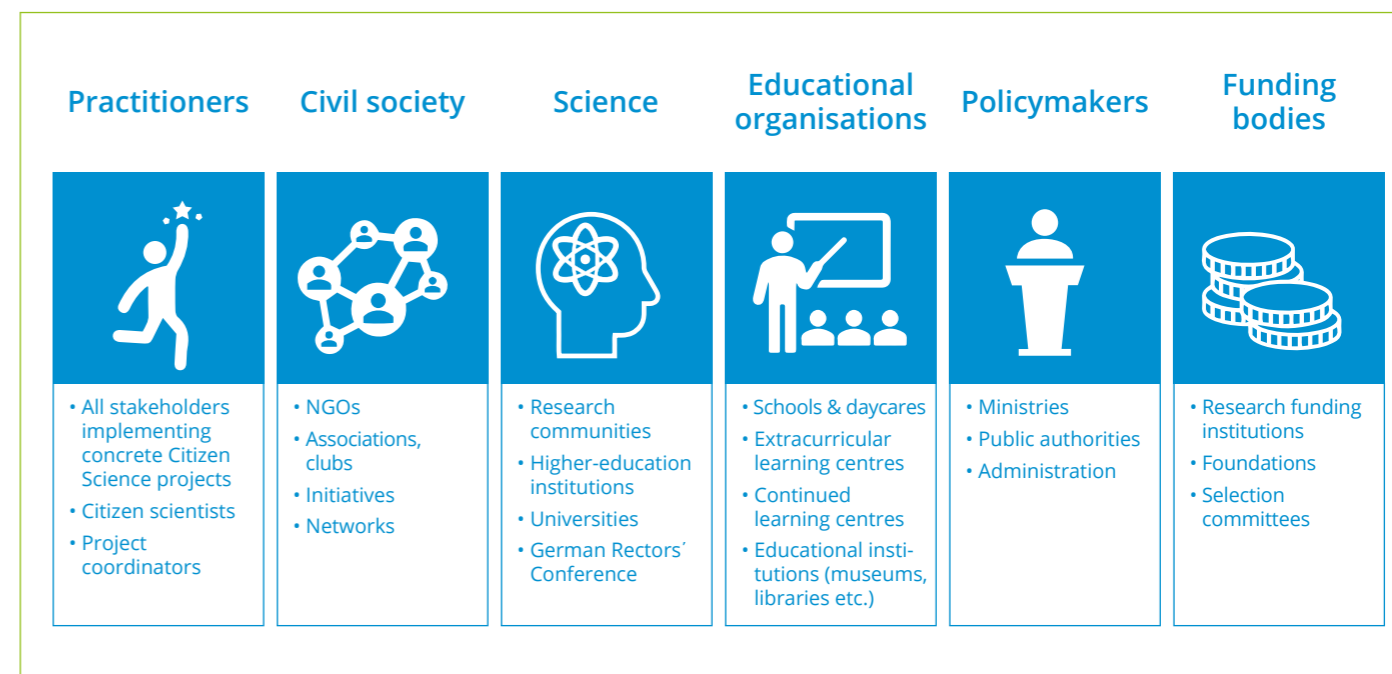 Practitioners
Civil society
Science
Educational
organisations
Policymakers
Funding
bodies
• All stakeholders
implementing
concrete Citizen
Science projects
• Citizen scientists
• Project
coordinators
• NGOs
• Associations,
clubs
• Initiatives
• Networks
• Research
communities
• Higher-education
institutions
• Universities
• German Rectors´
Conference
• Schools & daycares
• Extracurricular
learning centres
• Continued
learning centres
• Educational insti-
tutions (museums,
libraries etc.)
• Ministries
• Public authorities
• Administration
• Research funding
institutions
• Foundations
• Selection
committees